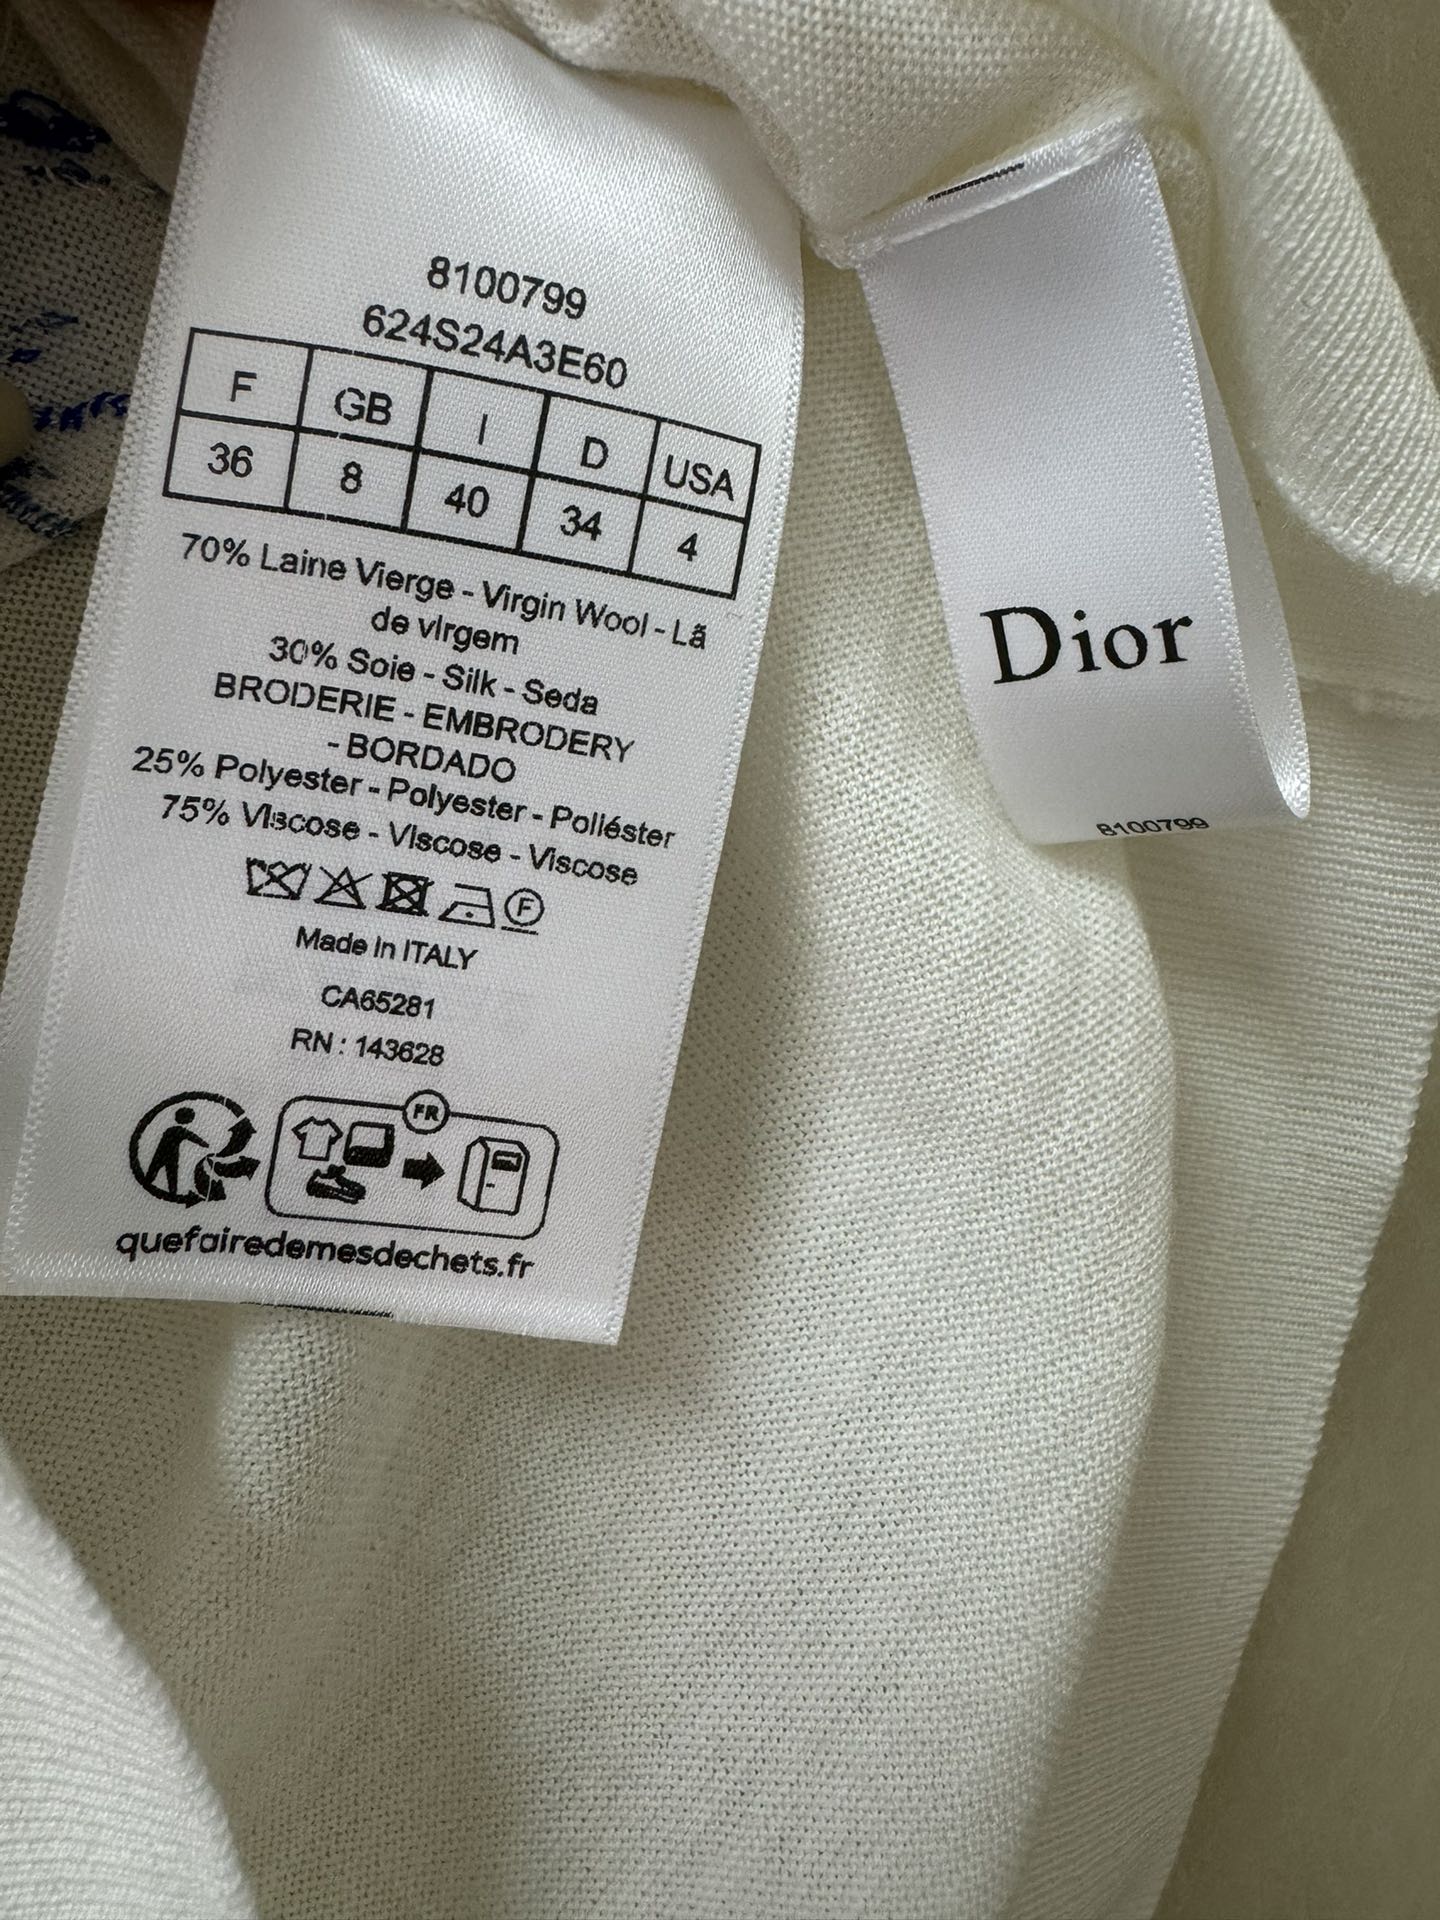 8100799
624S24A3E60
F GB I D USA
36 8 40 34 4
70% Laine Vierge - Virgin Wool - Lã
de virgem
30% Soie - Silk - Seda
BRODERIE - EMBRODERY
- BORDADO
25% Polyester - Polyester - Poliéster
75% Viscose - Viscose - Viscose
F
Made in ITALY
CA65281
RN : 143628
FR
quefairedemesdechets.fr
Dior
8100799